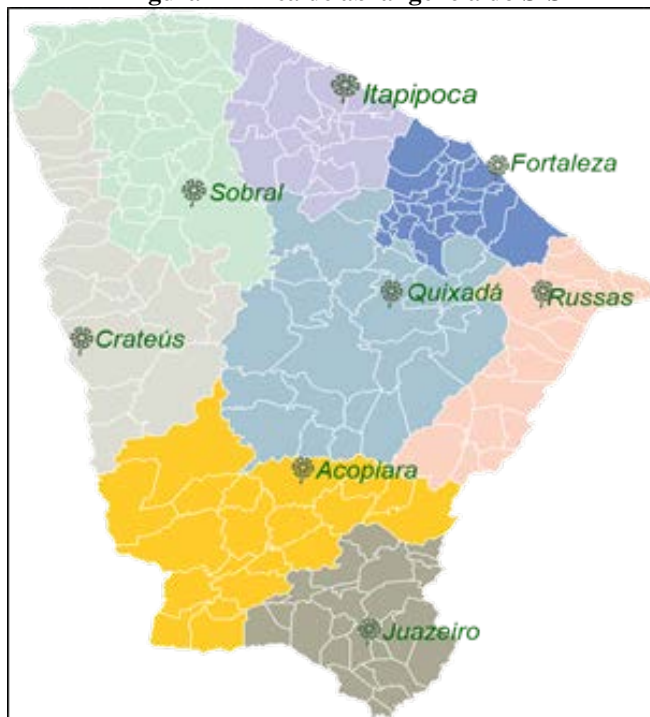 Itapipoca
Fortaleza
Sobral
Quixadá
Russas
Crateús
Acopiara
Juazeiro